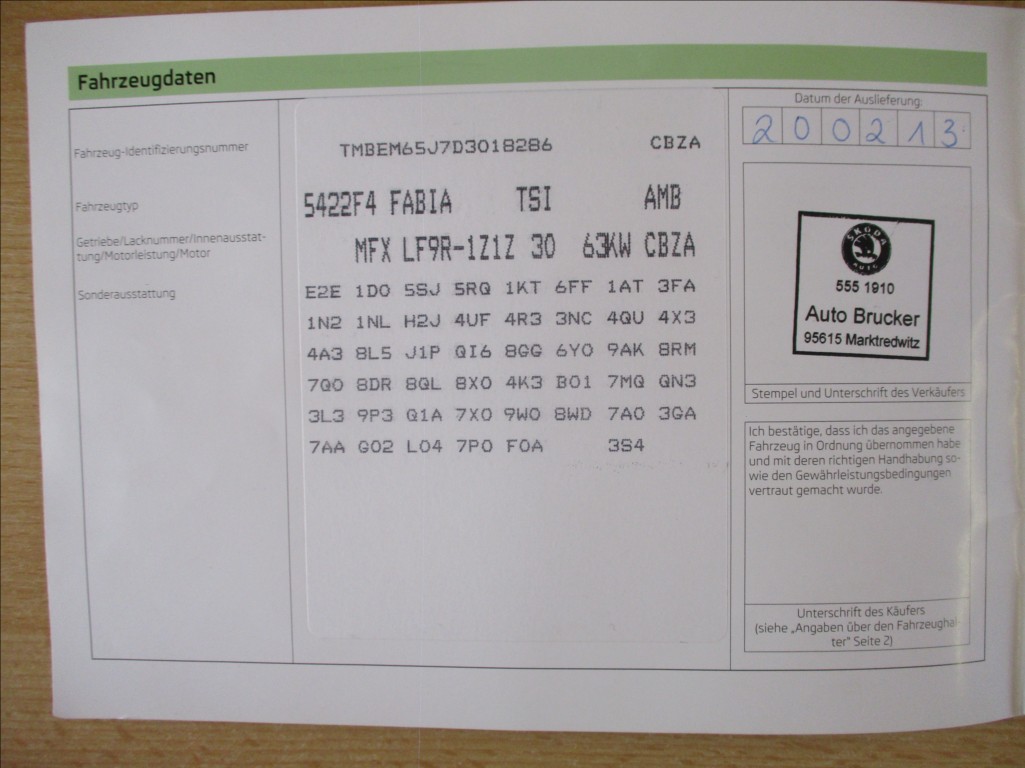 Fahrzeugdaten
Fahrzeug-Identifizierungsnummer
TMBEM65J7D3018286 CBZA
Fahrzeugtyp
5422F4 FABIA TSI AMB
Getriebe/Lacknummer/Innenausstat-
tung/Motorleistung/Motor
MFX LF9R-1Z1Z 30 63KW CBZA
Sonderausstattung
E2E 1D0 5SJ 5RQ 1KT 6FF 1AT 3FA
1N2 1NL H2J 4UF 4R3 3NC 4QU 4X3
4A3 8L5 J1P QI6 8GG 6Y0 9AK 8RM
7Q0 8DR 8QL 8X0 4K3 B01 7MQ QN3
3L3 9P3 Q1A 7X0 9W0 8WD 7A0 3GA
7AA G02 L04 7P0 F0A 3S4
Datum der Auslieferung:
200213
SKODA
AUTO
555 1910
Auto Brucker
95615 Marktredwitz
Stempel und Unterschrift des Verkäufers
Ich bestätige, dass ich das angegebene
Fahrzeug in Ordnung übernommen habe
und mit deren richtigen Handhabung so-
wie den Gewährleistungsbedingungen
vertraut gemacht wurde.
Unterschrift des Käufers
(siehe „Angaben über den Fahrzeughal-
ter" Seite 2)